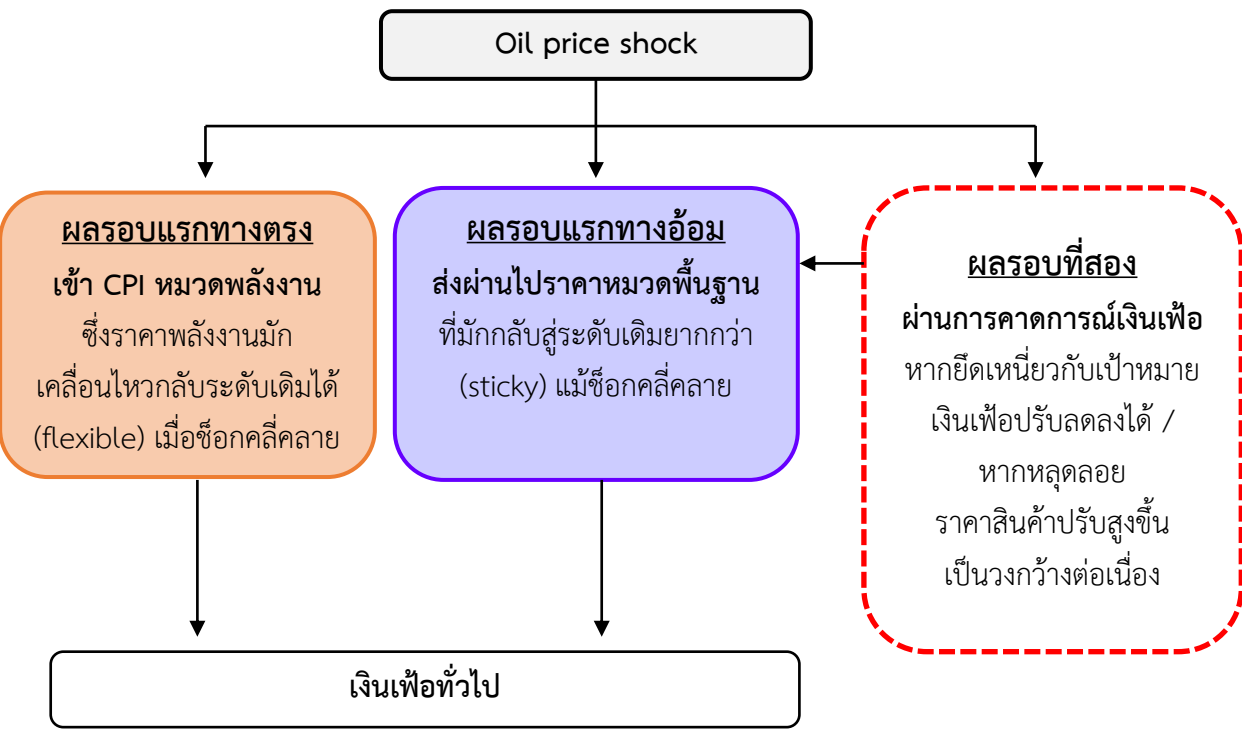 Oil price shock
ผลรอบแรกทางตรง
เข้า CPI หมวดพลังงาน
ซึ่งราคาพลังงานมัก
เคลื่อนไหวกลับระดับเดิมได้
(flexible) เมื่อช็อกคลี่คลาย
ผลรอบแรกทางอ้อม
ส่งผ่านไปราคาหมวดพื้นฐาน
ที่มักกลับสู่ระดับเดิมยากกว่า
(sticky) แม้ช็อกคลี่คลาย
ผลรอบที่สอง
ผ่านการคาดการณ์เงินเฟ้อ
หากยึดเหนี่ยวกับเป้าหมาย
เงินเฟ้อปรับลดลงได้ /
หากหลุดลอย
ราคาสินค้าปรับสูงขึ้น
เป็นวงกว้างต่อเนื่อง
เงินเฟ้อทั่วไป